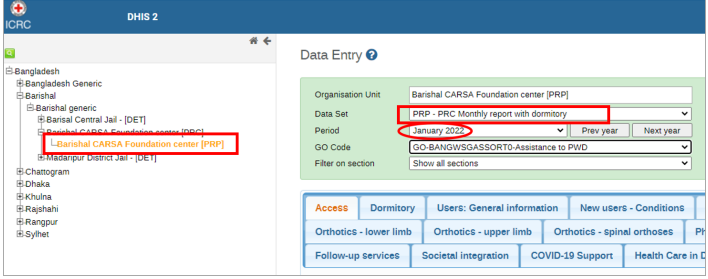 ICRC
DHIS 2
Bangladesh
Bangladesh Generic
Barishal
Barishal generic
Barisal Central Jail - [DET]
Barishal CARSA Foundation center [PRC]
Barishal CARSA Foundation center [PRP]
Madaripur District Jail - [DET]
Chattogram
Dhaka
Khulna
Rajshahi
Rangpur
Sylhet
Data Entry ?
Organisation Unit Barishal CARSA Foundation center [PRP]
Data Set PRP - PRC Monthly report with dormitory
Period January 2022 Prev year Next year
GO Code GO-BANGWSGASSORT0-Assistance to PWD
Filter on section Show all sections
Access Dormitory Users: General information New users - Conditions
Orthotics - lower limb Orthotics - upper limb Orthotics - spinal orthoses Ph
Follow-up services Societal integration COVID-19 Support Health Care in D